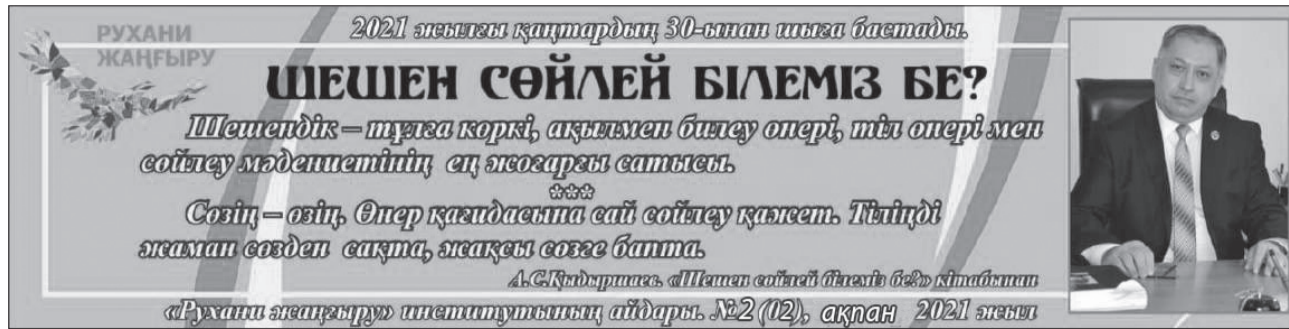 РУХАНИ
ЖАҢҒЫРУ
2021 жылғы қаңтардың 30-ынан шыға бастады.
ШЕШЕН СӨЙЛЕЙ БІЛЕМІЗ БЕ?
Шешендік – тұлға көркі, ақылмен билеу өнері, тіл өнері мен
сөйлеу мәдениетінің ең жоғарғы сатысы.
***
Сөзің – өзің. Өнер қағидасына сай сөйлеу қажет. Тіліңді
жаман сөзден сақта, жақсы сөзге бапта.
А.С.Қыдыршаев. «Шешен сөйлей білеміз бе?» кітабынан
«Рухани жаңғыру» институтының айдары. №2 (02), ақпан 2021 жыл